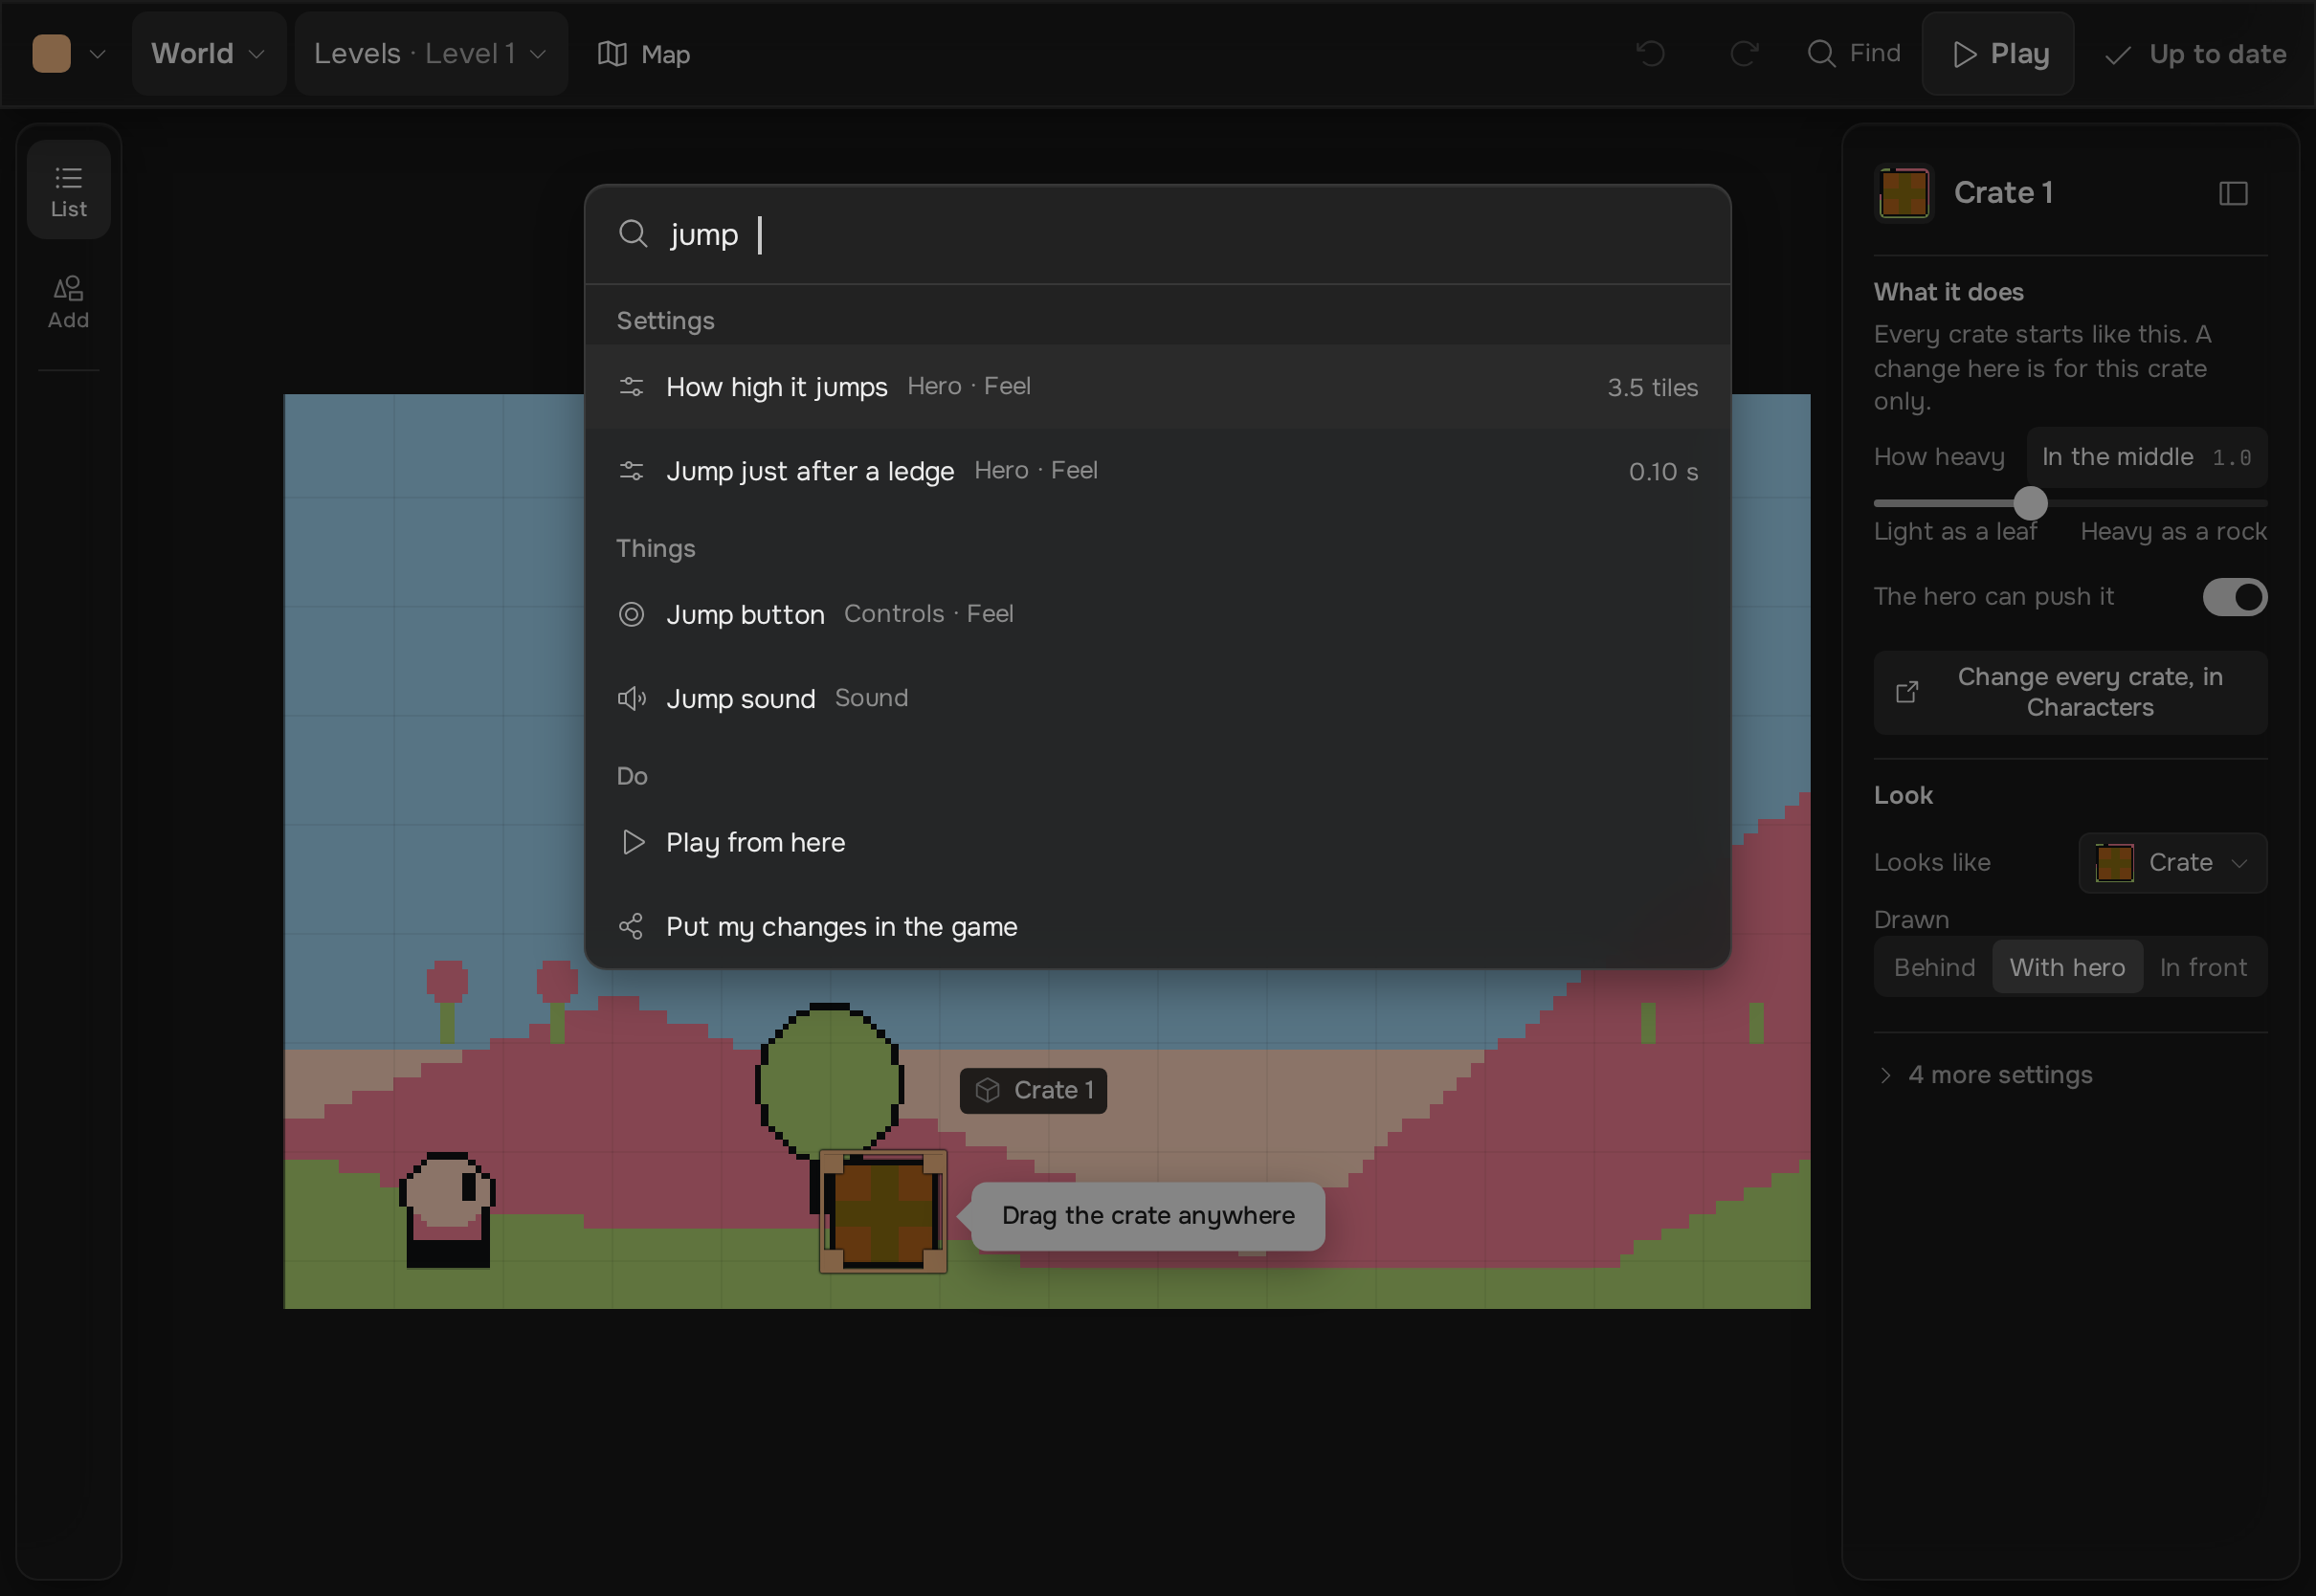 World
Levels · Level 1
Map
Find
Play
Up to date
List
Add
jump
Settings
How high it jumps Hero · Feel 3.5 tiles
Jump just after a ledge Hero · Feel 0.10 s
Things
Jump button Controls · Feel
Jump sound Sound
Do
Play from here
Put my changes in the game
Crate 1
Drag the crate anywhere
Crate 1
What it does
Every crate starts like this. A
change here is for this crate
only.
How heavy In the middle 1.0
Light as a leaf Heavy as a rock
The hero can push it
Change every crate, in
Characters
Look
Looks like Crate
Drawn
Behind With hero In front
4 more settings